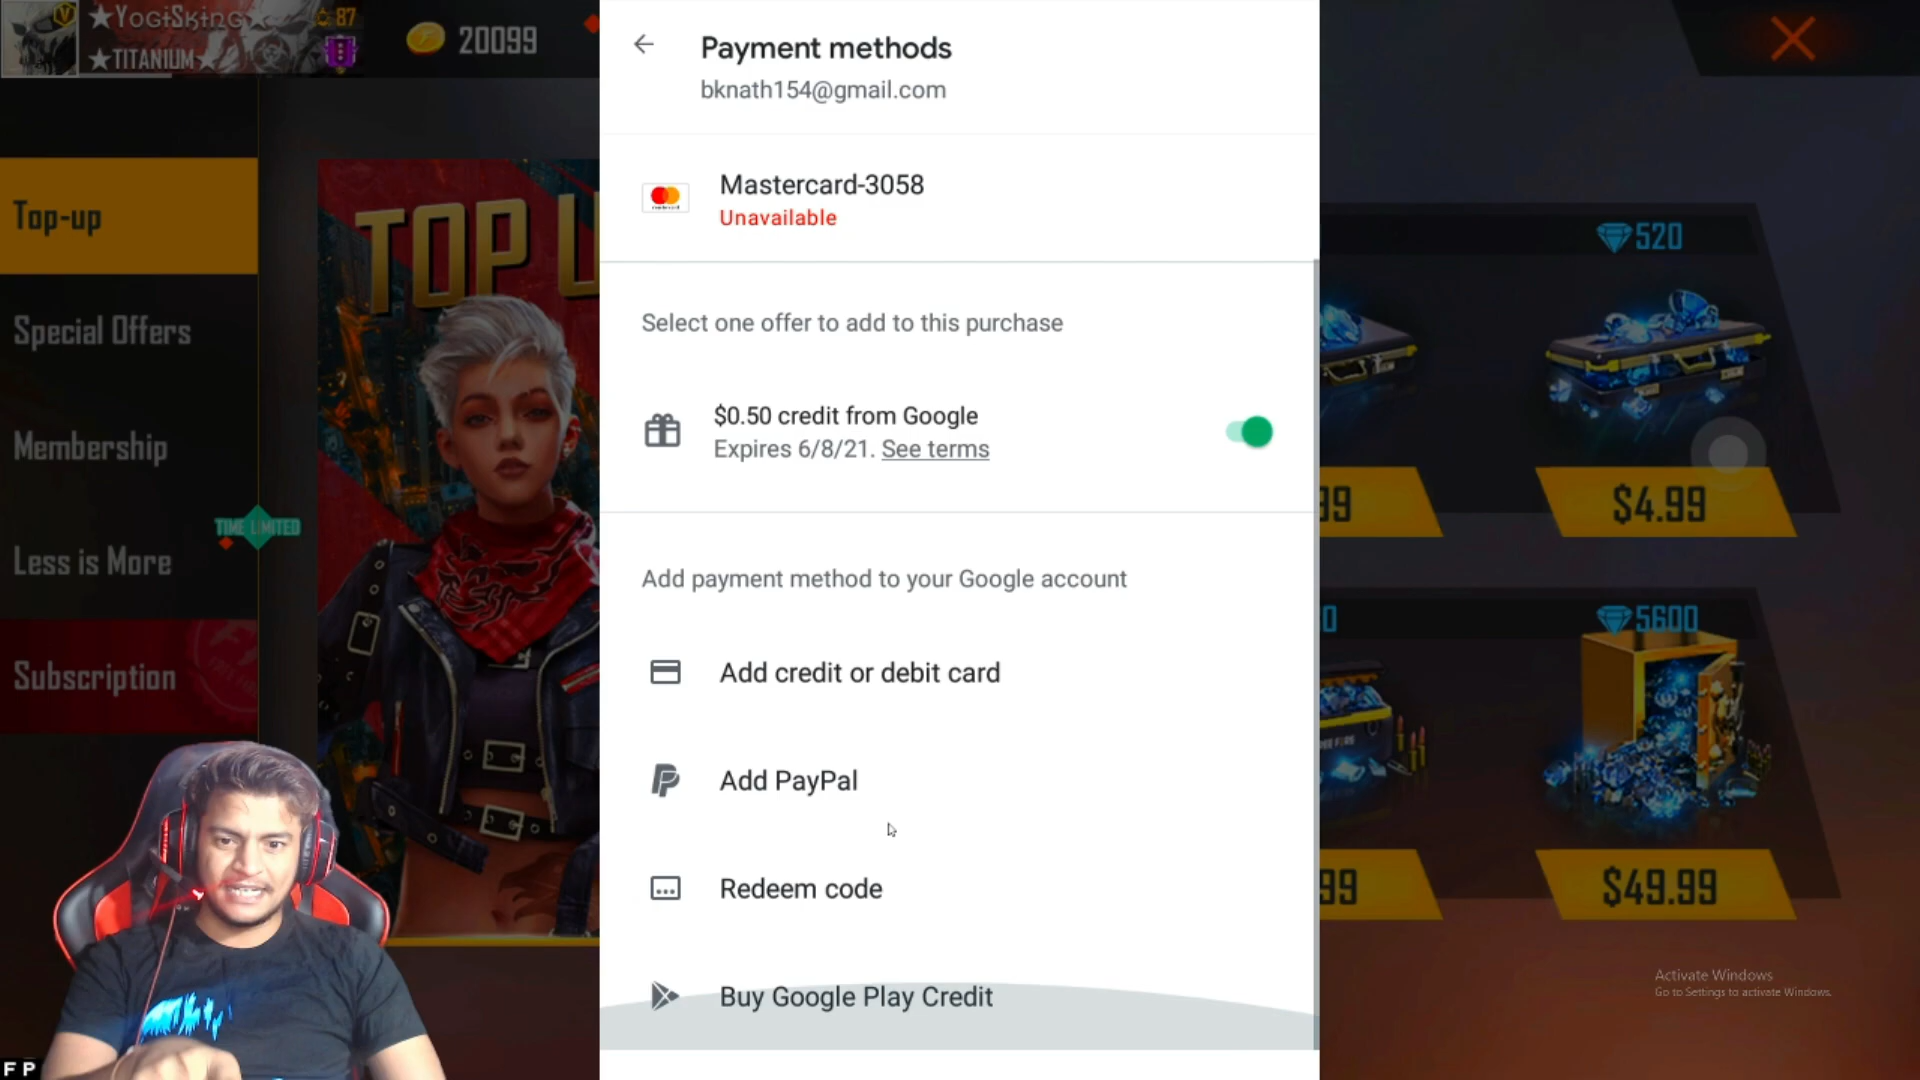 ★YogiSking★
★TITANIUM★
87
20099
Top-up
Special Offers
Membership
TIME LIMITED
Less is More
Subscription
TOP U
Payment methods
bknath154@gmail.com
Mastercard-3058
Unavailable
Select one offer to add to this purchase
$0.50 credit from Google
Expires 6/8/21. See terms
Add payment method to your Google account
Add credit or debit card
Add PayPal
Redeem code
Buy Google Play Credit
520
99
$4.99
0
5600
99
$49.99
Activate Windows
Go to Settings to activate Windows.
F P